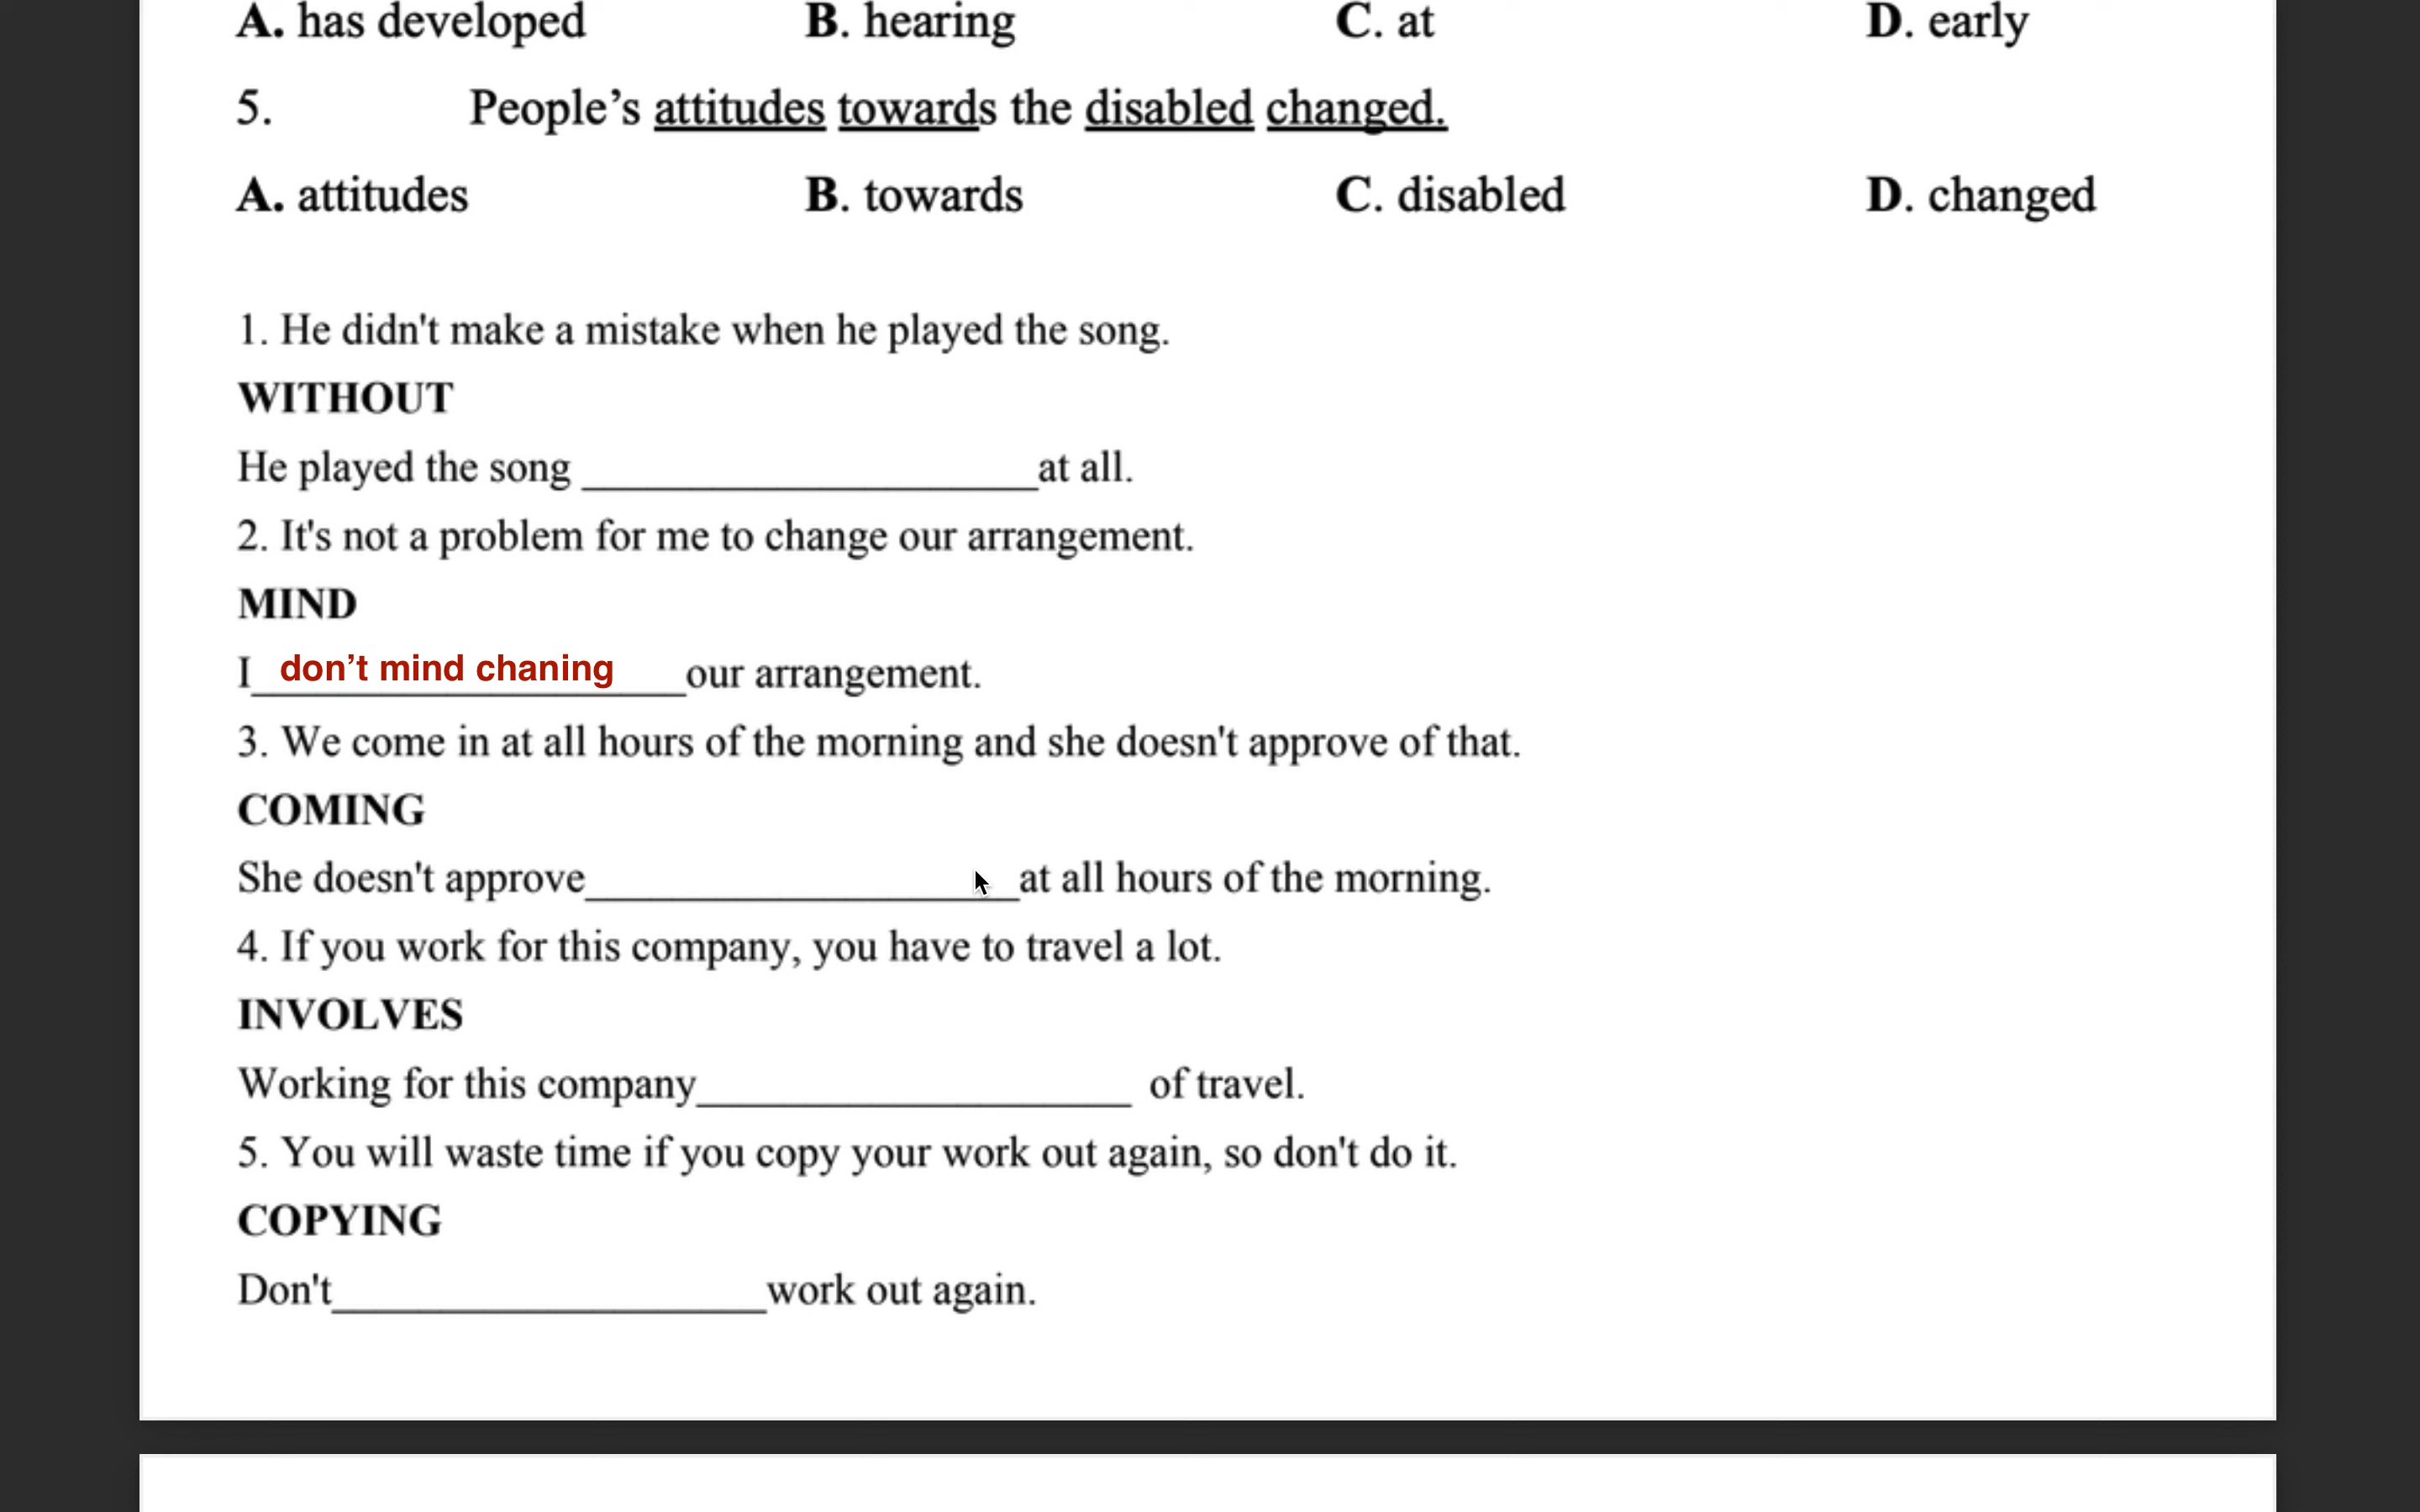 A. has developed B. hearing C. at D. early
5. People’s attitudes towards the disabled changed.
A. attitudes B. towards C. disabled D. changed
1. He didn't make a mistake when he played the song.
WITHOUT
He played the song _____________________at all.
2. It's not a problem for me to change our arrangement.
MIND
I don’t mind chaning our arrangement.
3. We come in at all hours of the morning and she doesn't approve of that.
COMING
She doesn't approve____________________at all hours of the morning.
4. If you work for this company, you have to travel a lot.
INVOLVES
Working for this company____________________ of travel.
5. You will waste time if you copy your work out again, so don't do it.
COPYING
Don't____________________work out again.